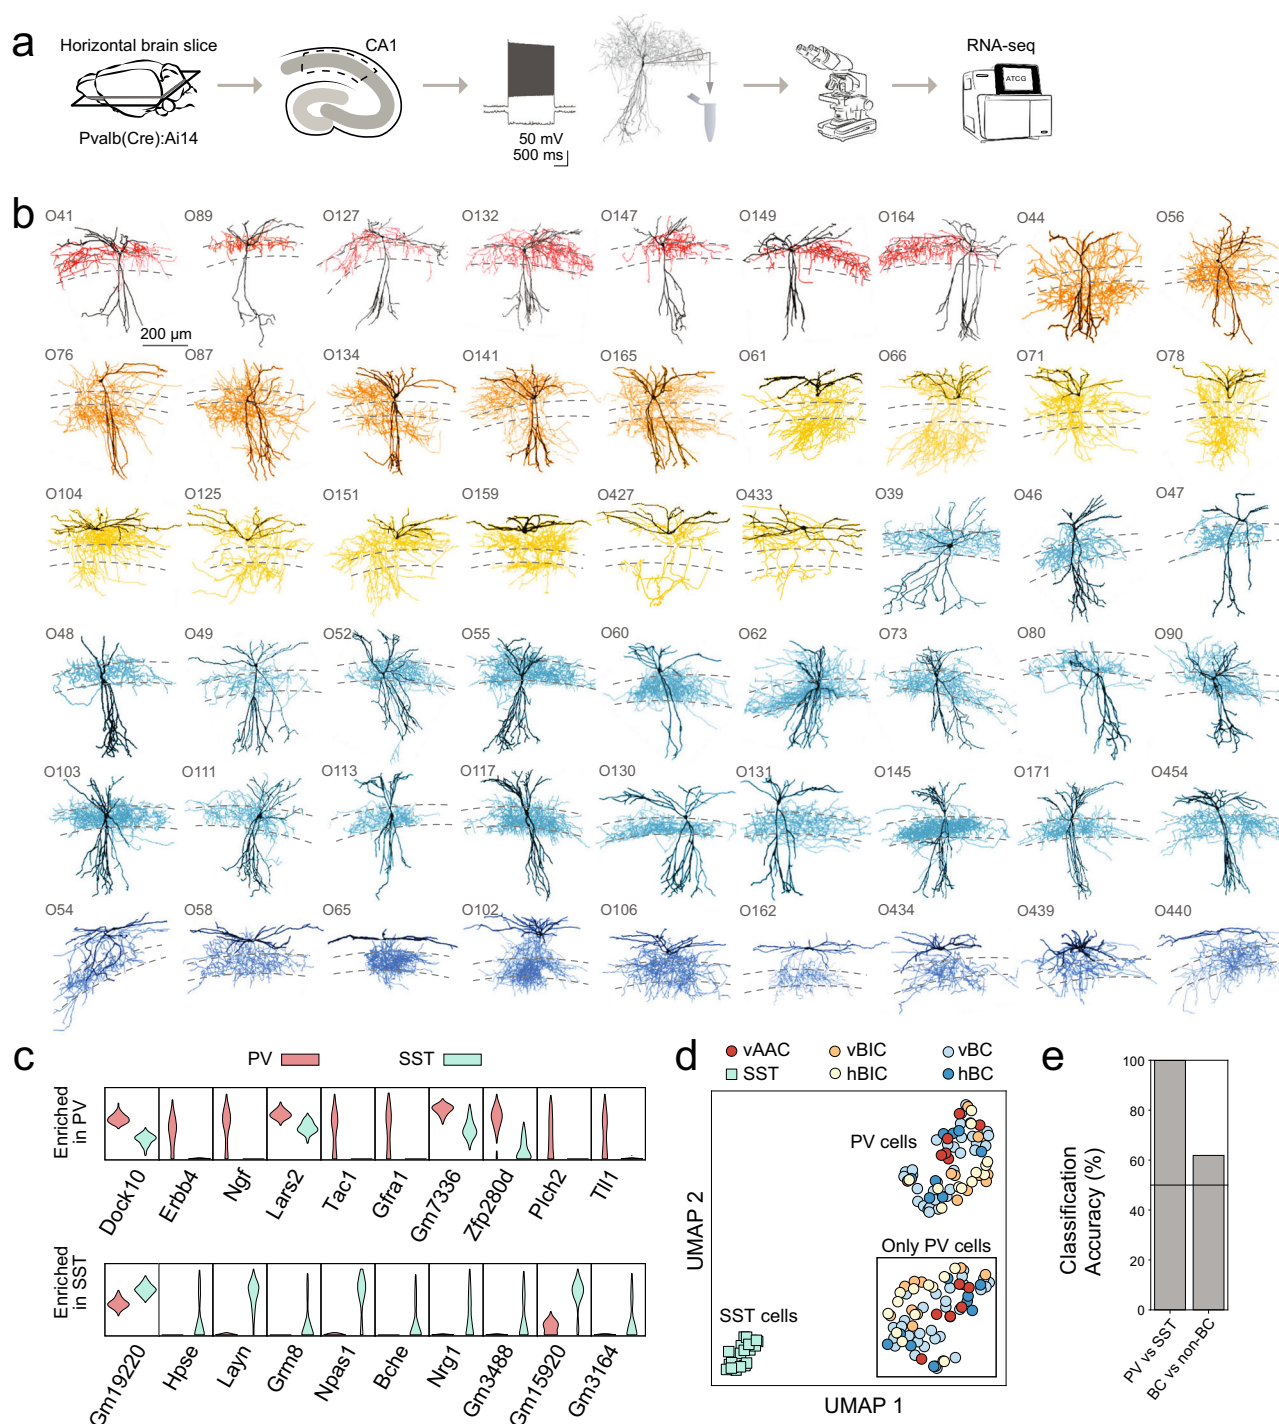 a
Horizontal brain slice
Pvalb(Cre):Ai14
CA1
50 mV
500 ms
RNA-seq
ATCG
b
O41 O89 O127 O132 O147 O149 O164 O44 O56
200 µm
O76 O87 O134 O141 O165 O61 O66 O71 O78
O104 O125 O151 O159 O427 O433 O39 O46 O47
O48 O49 O52 O55 O60 O62 O73 O80 O90
O103 O111 O113 O117 O130 O131 O145 O171 O454
O54 O58 O65 O102 O106 O162 O434 O439 O440
c
PV SST
Enriched
in PV
Dock10 Erbb4 Ngf Lars2 Tac1 Gfra1 Gm7336 Zfp280d Plch2 Tll1
Enriched
in SST
Gm19220 Hpse Layn Grm8 Npas1 Bche Nrg1 Gm3488 Gm15920 Gm3164
d
vAAC vBIC vBC
SST hBIC hBC
PV cells
Only PV cells
SST cells
UMAP 2
UMAP 1
e
Classification
Accuracy (%)
100
80
60
40
20
0
PV vs SST
BC vs non-BC